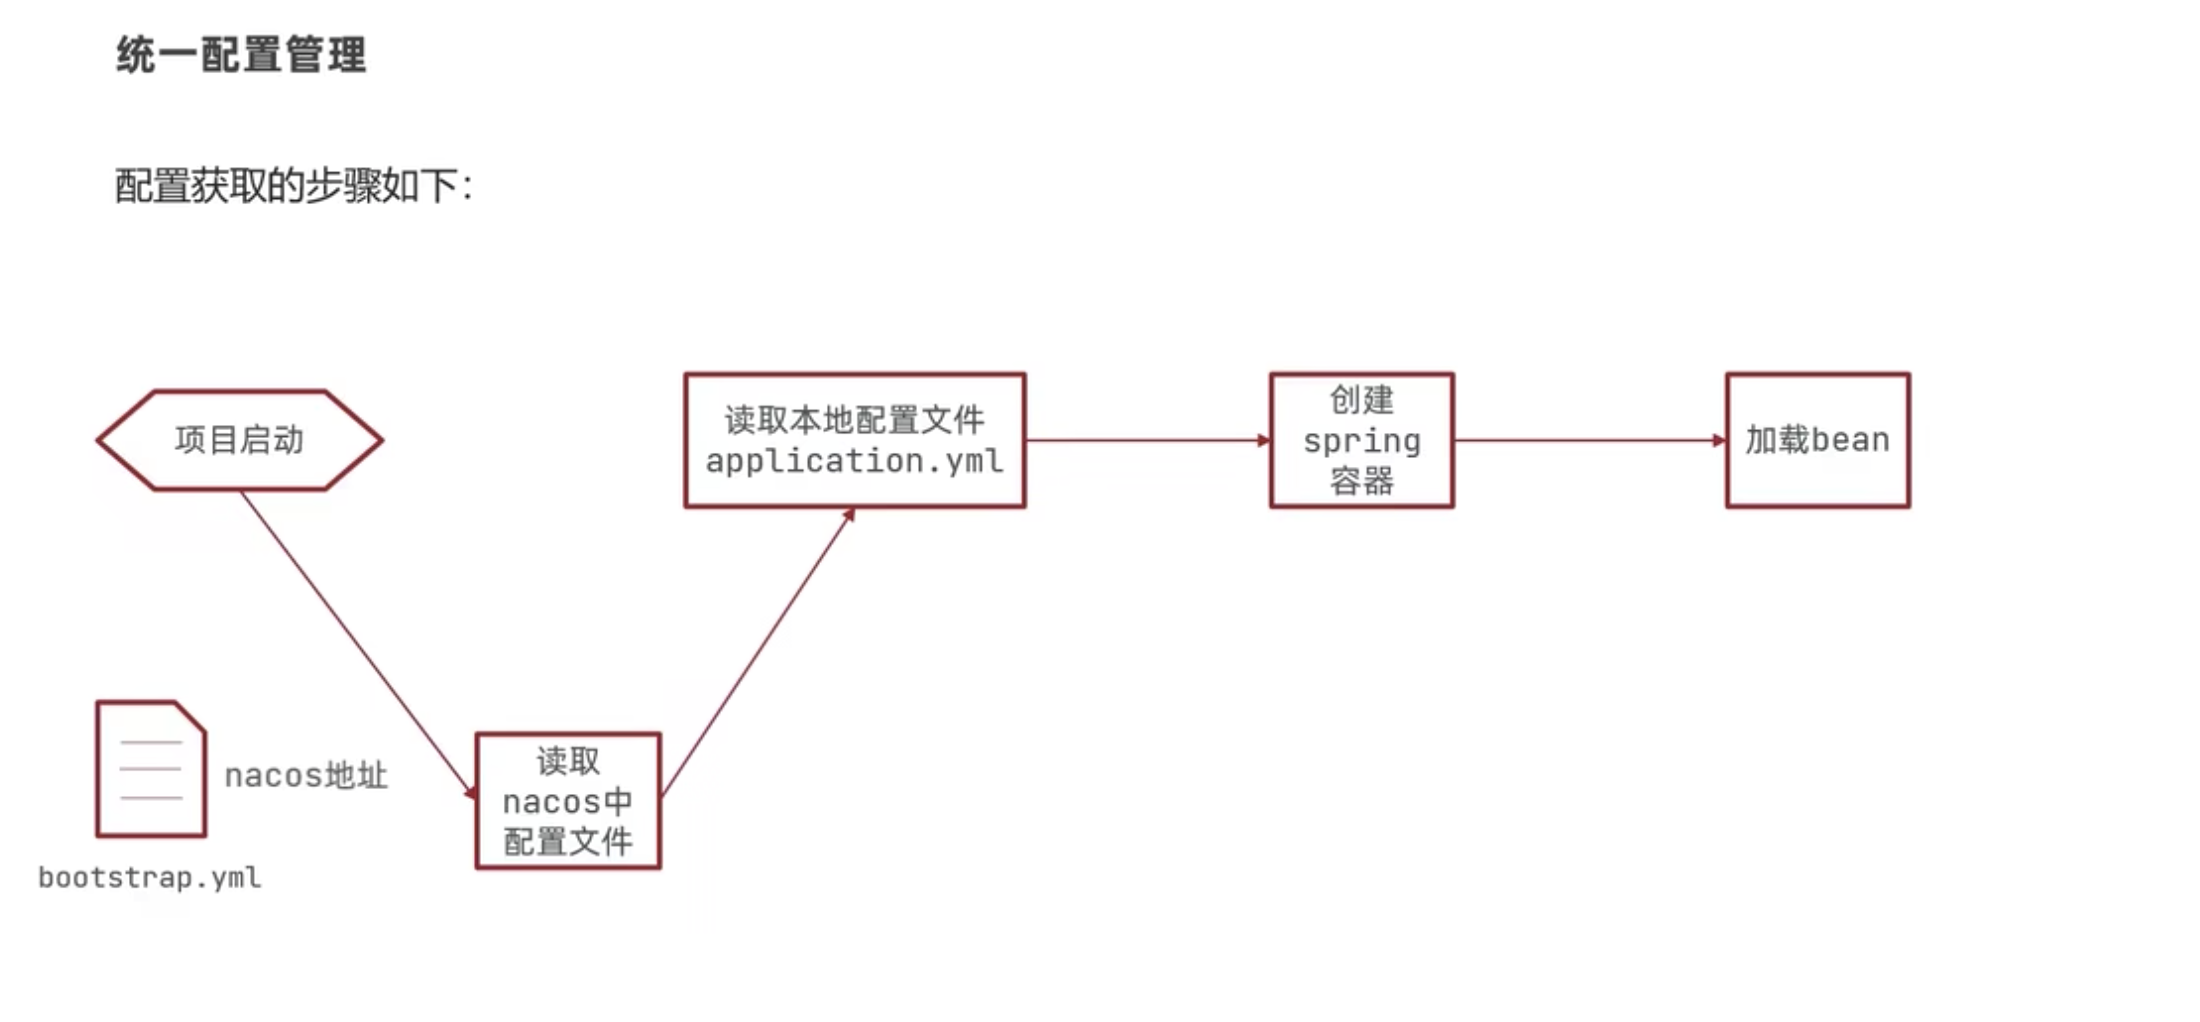 统一配置管理
配置获取的步骤如下：
项目启动
读取本地配置文件
application.yml
创建
spring
容器
加载bean
nacos地址
bootstrap.yml
读取
nacos中
配置文件